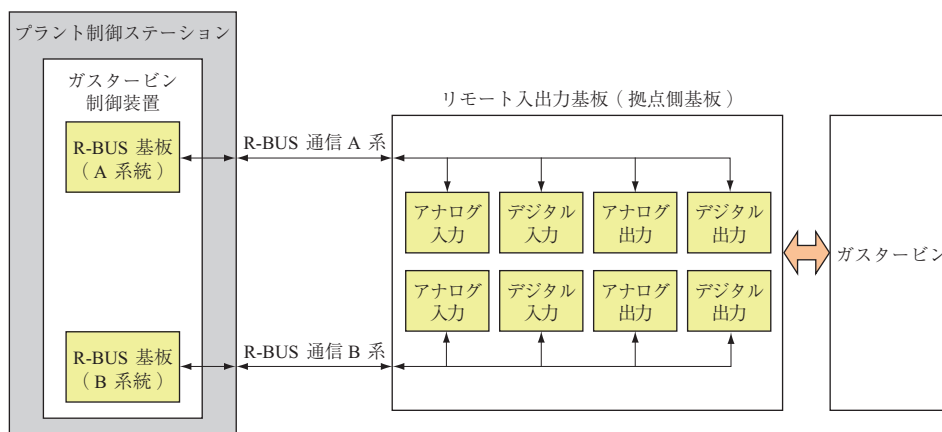 プラント制御ステーション
ガスタービン
制御装置
R-BUS 基板
( A 系統 )
R-BUS 通信 A 系
リモート入出力基板 ( 拠点側基板 )
アナログ
入力
デジタル
入力
アナログ
出力
デジタル
出力
アナログ
入力
デジタル
入力
アナログ
出力
デジタル
出力
ガスタービン
R-BUS 基板
( B 系統 )
R-BUS 通信 B 系